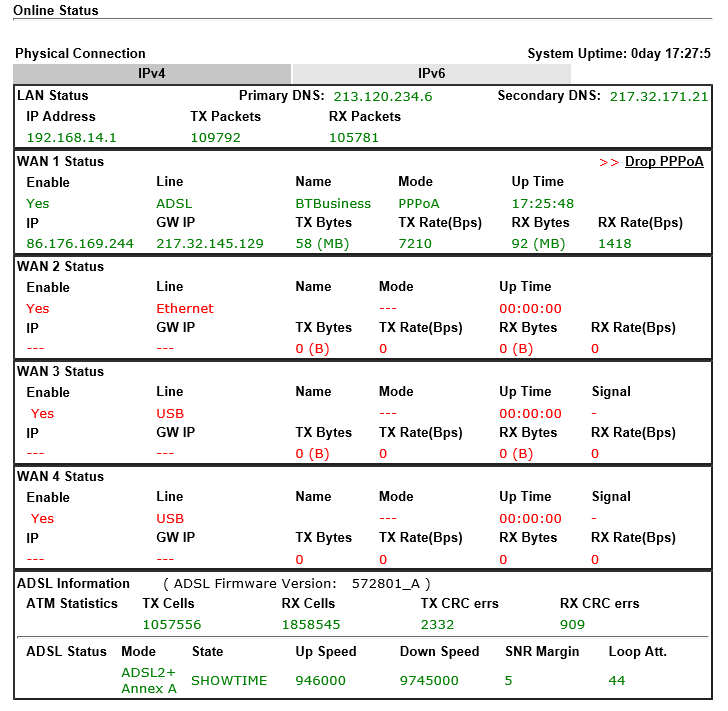 Online Status
Physical Connection System Uptime: 0day 17:27:5
IPv4 IPv6
LAN Status Primary DNS: 213.120.234.6 Secondary DNS: 217.32.171.21
IP Address TX Packets RX Packets
192.168.14.1 109792 105781
WAN 1 Status >> Drop PPPoA
Enable Line Name Mode Up Time
Yes ADSL BTBusiness PPPoA 17:25:48
IP GW IP TX Bytes TX Rate(Bps) RX Bytes RX Rate(Bps)
86.176.169.244 217.32.145.129 58 (MB) 7210 92 (MB) 1418
WAN 2 Status
Enable Line Name Mode Up Time
Yes Ethernet --- 00:00:00
IP GW IP TX Bytes TX Rate(Bps) RX Bytes RX Rate(Bps)
--- --- 0 (B) 0 0 (B) 0
WAN 3 Status
Enable Line Name Mode Up Time Signal
Yes USB --- 00:00:00 -
IP GW IP TX Bytes TX Rate(Bps) RX Bytes RX Rate(Bps)
--- --- 0 (B) 0 0 (B) 0
WAN 4 Status
Enable Line Name Mode Up Time Signal
Yes USB --- 00:00:00 -
IP GW IP TX Bytes TX Rate(Bps) RX Bytes RX Rate(Bps)
--- --- 0 0 0 0
ADSL Information ( ADSL Firmware Version: 572801_A )
ATM Statistics TX Cells RX Cells TX CRC errs RX CRC errs
1057556 1858545 2332 909
ADSL Status Mode State Up Speed Down Speed SNR Margin Loop Att.
ADSL2+
Annex A SHOWTIME 946000 9745000 5 44